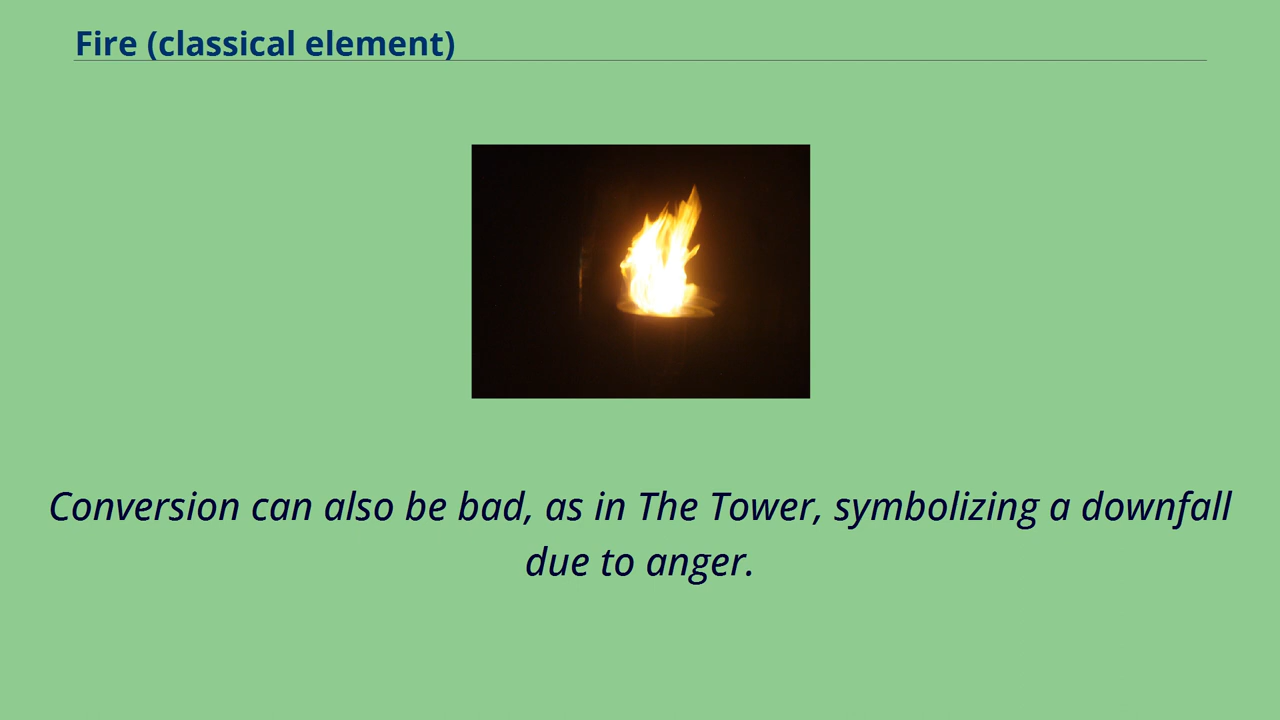 Fire (classical element)
Conversion can also be bad, as in The Tower, symbolizing a downfall
due to anger.